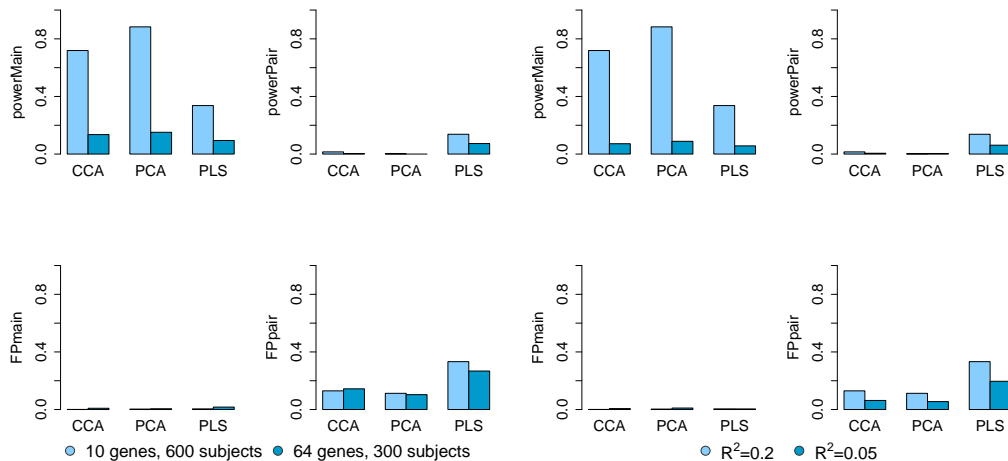 powerMain
0.0 0.4 0.8
CCA PCA PLS
powerPair
0.0 0.4 0.8
CCA PCA PLS
powerMain
0.0 0.4 0.8
CCA PCA PLS
powerPair
0.0 0.4 0.8
CCA PCA PLS
FPmain
0.0 0.4 0.8
CCA PCA PLS
FPpair
0.0 0.4 0.8
CCA PCA PLS
FPmain
0.0 0.4 0.8
CCA PCA PLS
FPpair
0.0 0.4 0.8
CCA PCA PLS
10 genes, 600 subjects 64 genes, 300 subjects
R²=0.2 R²=0.05